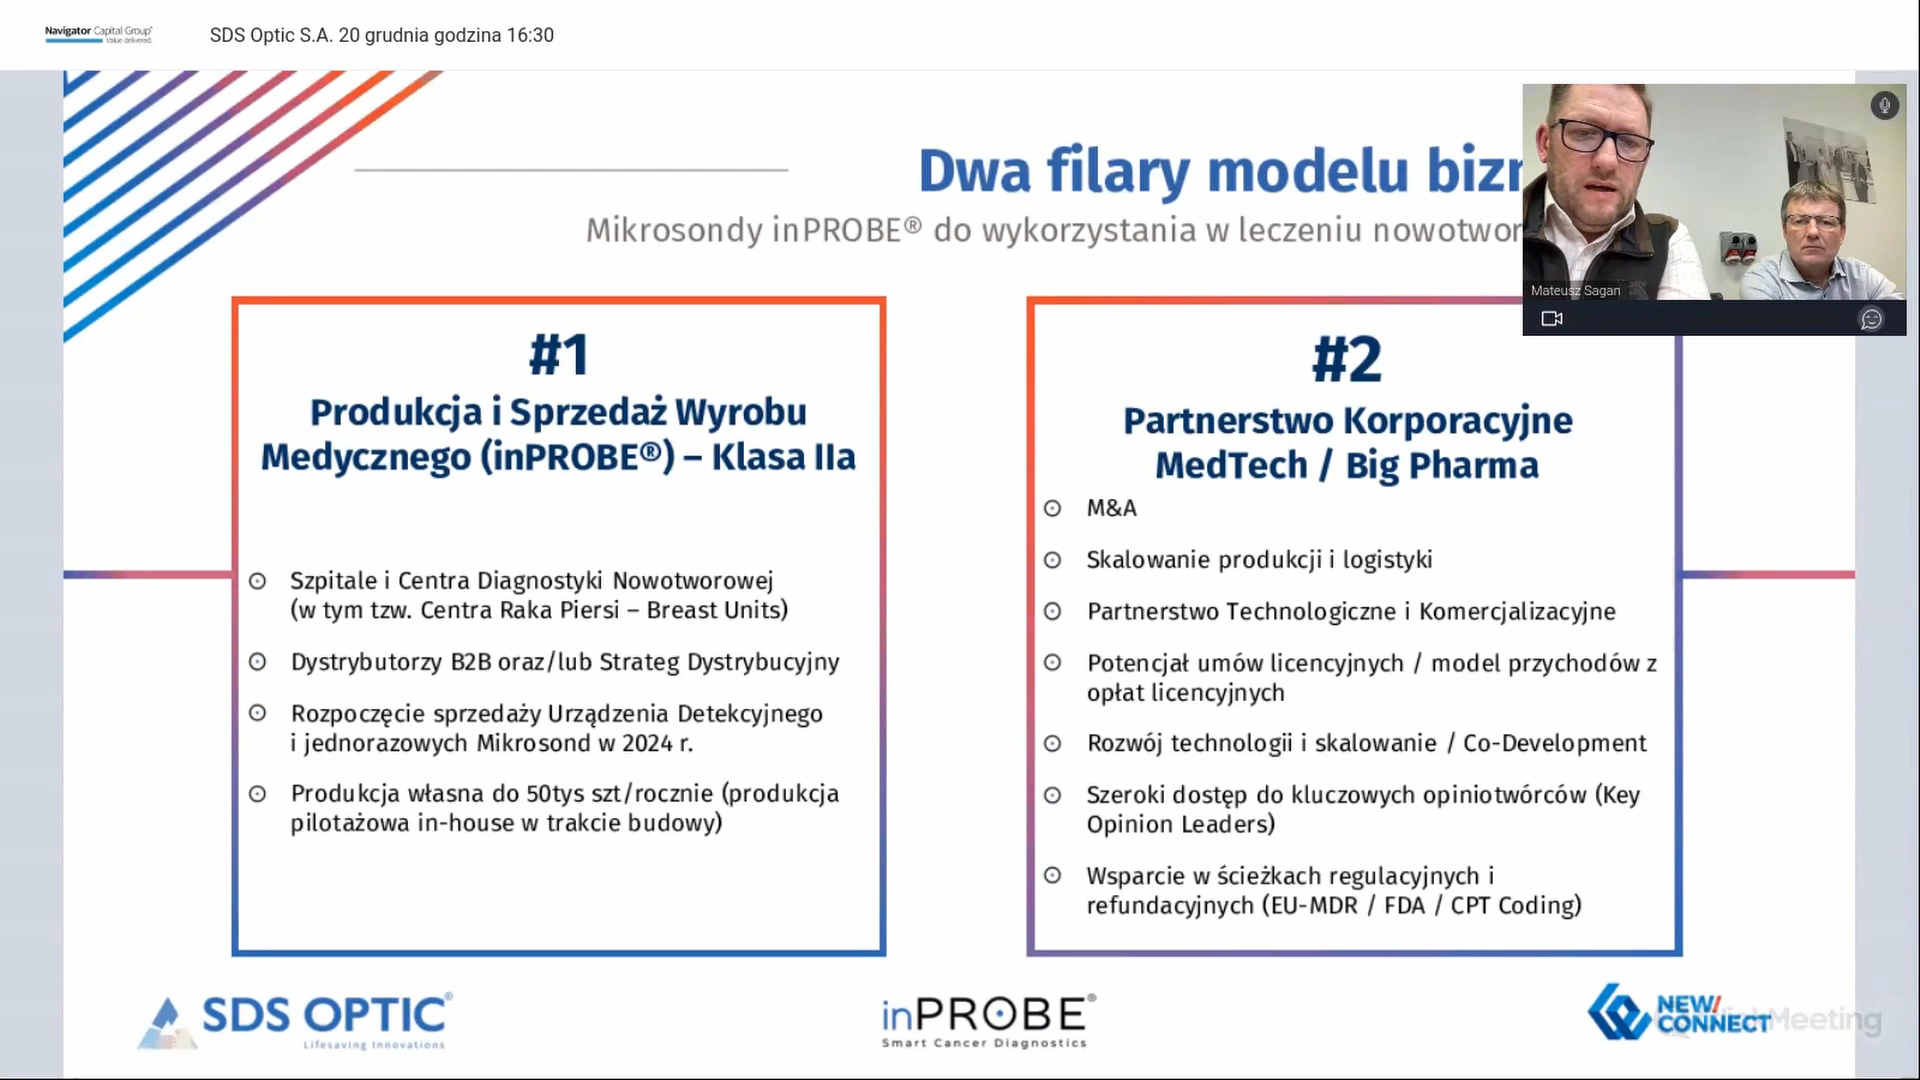 Navigator Capital Group
Value delivered.
SDS Optic S.A. 20 grudnia godzina 16:30
Dwa filary modelu
Mikrosondy inPROBE® do wykorzystania w leczeniu
Mateusz Sagan
#1
Produkcja i Sprzedaż Wyrobu
Medycznego (inPROBE®) – Klasa IIa
Szpitale i Centra Diagnostyki Nowotworowej
(w tym tzw. Centra Raka Piersi – Breast Units)
Dystrybutorzy B2B oraz/lub Strateg Dystrybucyjny
Rozpoczęcie sprzedaży Urządzenia Detekcyjnego
i jednorazowych Mikrosond w 2024 r.
Produkcja własna do 50tys szt/rocznie (produkcja
pilotażowa in-house w trakcie budowy)
#2
Partnerstwo Korporacyjne
MedTech / Big Pharma
M&A
Skalowanie produkcji i logistyki
Partnerstwo Technologiczne i Komercjalizacyjne
Potencjał umów licencyjnych / model przychodów z
opłat licencyjnych
Rozwój technologii i skalowanie / Co-Development
Szeroki dostęp do kluczowych opiniotwórców (Key
Opinion Leaders)
Wsparcie w ścieżkach regulacyjnych i
refundacyjnych (EU-MDR / FDA / CPT Coding)
SDS OPTIC®
Lifesaving Innovations
inPROBE®
Smart Cancer Diagnostics
NEW/
CONNECT
Meeting